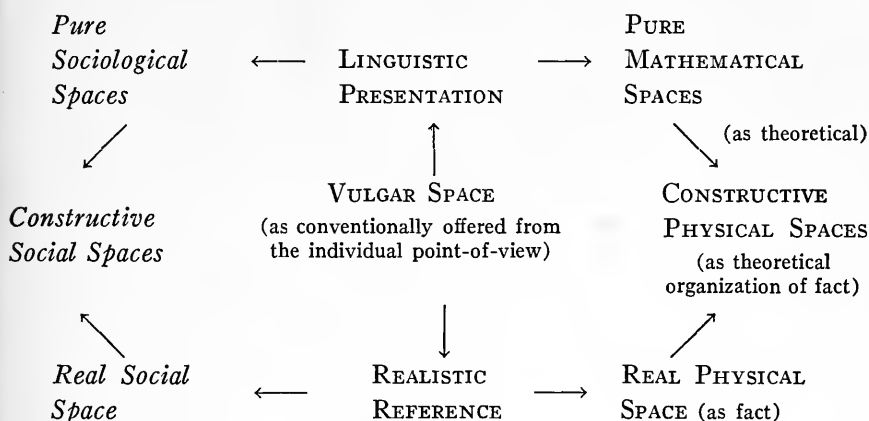 Pure
Sociological
Spaces
LINGUISTIC
PRESENTATION
PURE
MATHEMATICAL
SPACES
(as theoretical)
Constructive
Social Spaces
VULGAR SPACE
(as conventionally offered from
the individual point-of-view)
CONSTRUCTIVE
PHYSICAL SPACES
(as theoretical
organization of fact)
Real Social
Space
REALISTIC
REFERENCE
REAL PHYSICAL
SPACE (as fact)